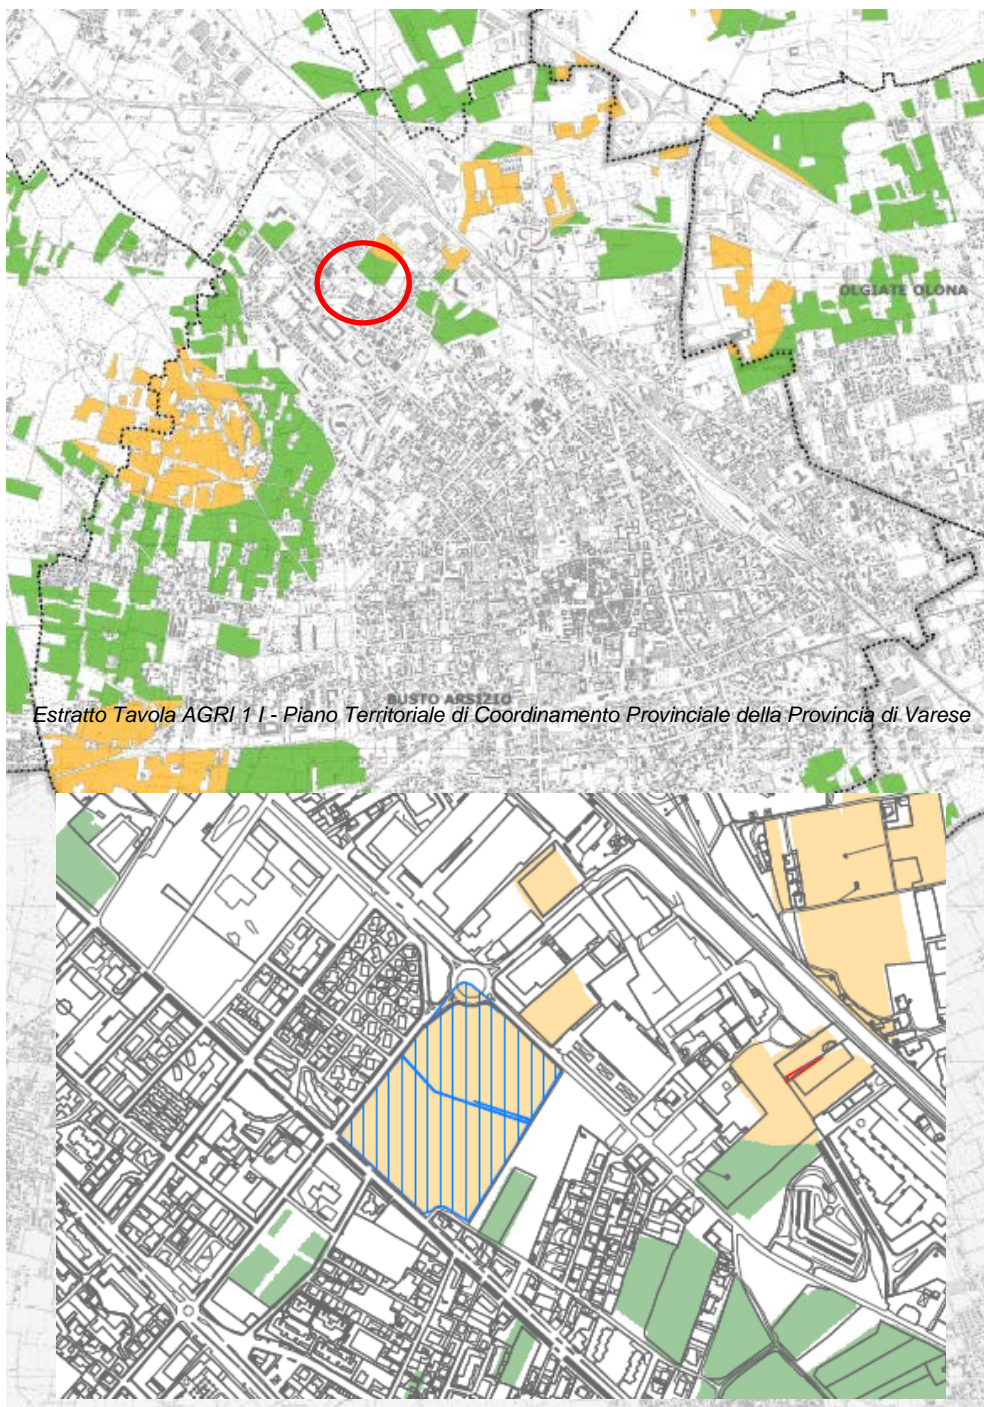 OLGIATE OLONA
BUSTO ARSIZIO
Estratto Tavola AGRI 1 I - Piano Territoriale di Coordinamento Provinciale della Provincia di Varese